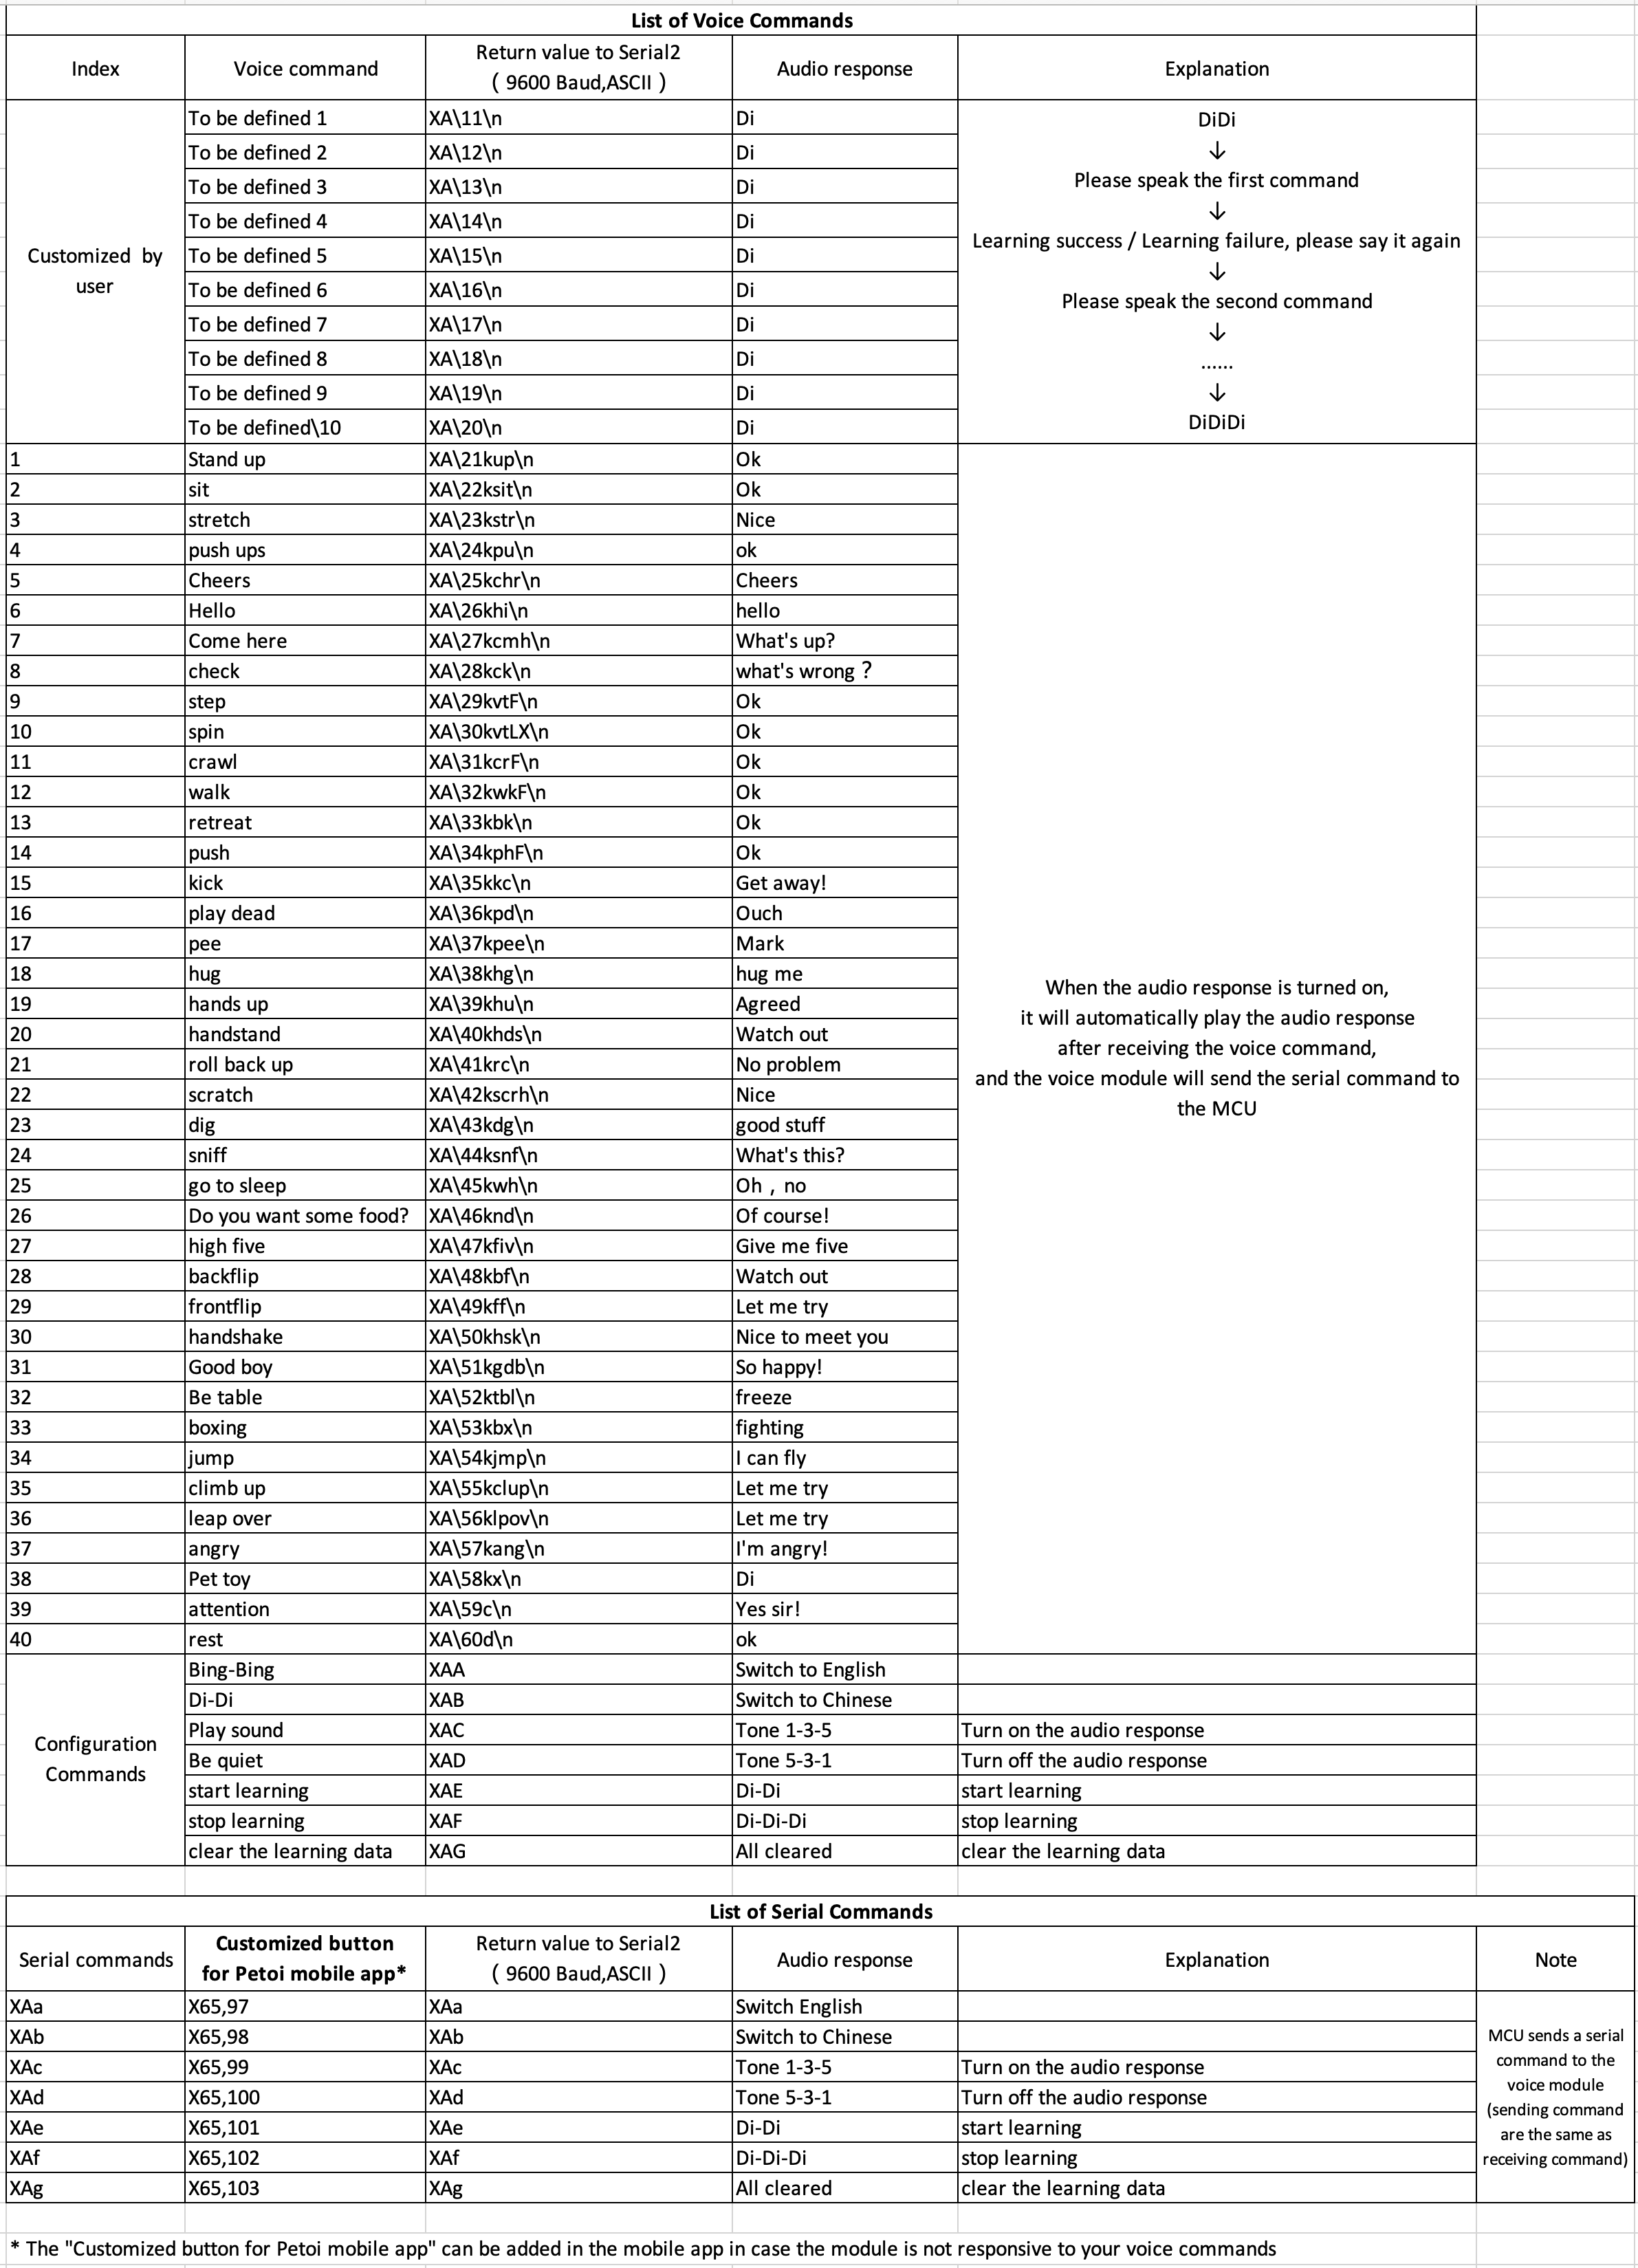 List of Voice Commands
Index Voice command Return value to Serial2 ( 9600 Baud,ASCII ) Audio response Explanation
Customized by user
To be defined 1 XA\11\n Di
To be defined 2 XA\12\n Di
To be defined 3 XA\13\n Di
To be defined 4 XA\14\n Di
To be defined 5 XA\15\n Di
To be defined 6 XA\16\n Di
To be defined 7 XA\17\n Di
To be defined 8 XA\18\n Di
To be defined 9 XA\19\n Di
To be defined\10 XA\20\n Di
DiDi
↓
Please speak the first command
↓
Learning success / Learning failure, please say it again
↓
Please speak the second command
↓
......
↓
DiDiDi
1 Stand up XA\21kup\n Ok
2 sit XA\22ksit\n Ok
3 stretch XA\23kstr\n Nice
4 push ups XA\24kpu\n ok
5 Cheers XA\25kchr\n Cheers
6 Hello XA\26khi\n hello
7 Come here XA\27kcmh\n What's up?
8 check XA\28kck\n what's wrong ?
9 step XA\29kvtF\n Ok
10 spin XA\30kvtLX\n Ok
11 crawl XA\31kcrF\n Ok
12 walk XA\32kwkF\n Ok
13 retreat XA\33kbk\n Ok
14 push XA\34kphF\n Ok
15 kick XA\35kkc\n Get away!
16 play dead XA\36kpd\n Ouch
17 pee XA\37kpee\n Mark
18 hug XA\38khg\n hug me
19 hands up XA\39khu\n Agreed
20 handstand XA\40khds\n Watch out
21 roll back up XA\41krc\n No problem
22 scratch XA\42kscrh\n Nice
23 dig XA\43kdg\n good stuff
24 sniff XA\44ksnf\n What's this?
25 go to sleep XA\45kwh\n Oh , no
26 Do you want some food? XA\46knd\n Of course!
27 high five XA\47kfiv\n Give me five
28 backflip XA\48kbf\n Watch out
29 frontflip XA\49kff\n Let me try
30 handshake XA\50khsk\n Nice to meet you
31 Good boy XA\51kgdb\n So happy!
32 Be table XA\52ktbl\n freeze
33 boxing XA\53kbx\n fighting
34 jump XA\54kjmp\n I can fly
35 climb up XA\55kclup\n Let me try
36 leap over XA\56klpov\n Let me try
37 angry XA\57kang\n I'm angry!
38 Pet toy XA\58kx\n Di
39 attention XA\59c\n Yes sir!
40 rest XA\60d\n ok
When the audio response is turned on,
it will automatically play the audio response
after receiving the voice command,
and the voice module will send the serial command to
the MCU
Configuration
Commands
Bing-Bing XAA Switch to English
Di-Di XAB Switch to Chinese
Play sound XAC Tone 1-3-5 Turn on the audio response
Be quiet XAD Tone 5-3-1 Turn off the audio response
start learning XAE Di-Di start learning
stop learning XAF Di-Di-Di stop learning
clear the learning data XAG All cleared clear the learning data
List of Serial Commands
Serial commands Customized button for Petoi mobile app* Return value to Serial2 ( 9600 Baud,ASCII ) Audio response Explanation Note
XAa X65,97 XAa Switch English
XAb X65,98 XAb Switch to Chinese
XAc X65,99 XAc Tone 1-3-5 Turn on the audio response
XAd X65,100 XAd Tone 5-3-1 Turn off the audio response
XAe X65,101 XAe Di-Di start learning
XAf X65,102 XAf Di-Di-Di stop learning
XAg X65,103 XAg All cleared clear the learning data
MCU sends a serial
command to the
voice module
(sending command
are the same as
receiving command)
* The "Customized button for Petoi mobile app" can be added in the mobile app in case the module is not responsive to your voice commands